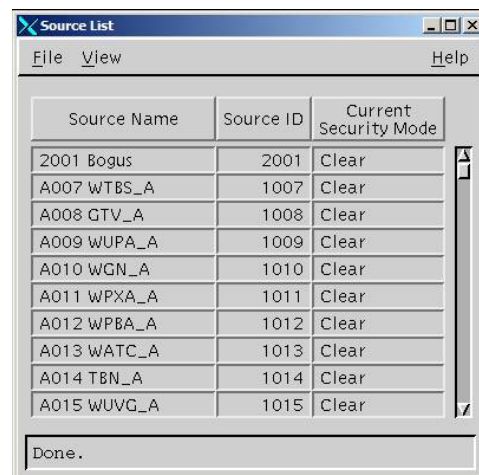 Source List
File View Help
Source Name Source ID Current Security Mode
2001 Bogus 2001 Clear
A007 WTBS_A 1007 Clear
A008 GTV_A 1008 Clear
A009 WUPA_A 1009 Clear
A010 WGN_A 1010 Clear
A011 WPXA_A 1011 Clear
A012 WPBA_A 1012 Clear
A013 WATC_A 1013 Clear
A014 TBN_A 1014 Clear
A015 WUVG_A 1015 Clear
Done.